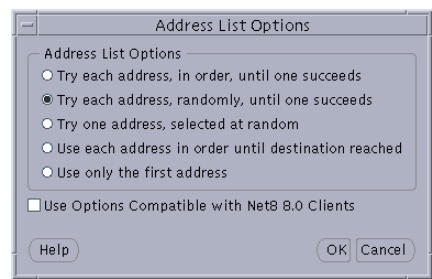 Address List Options
Address List Options
Try each address, in order, until one succeeds
Try each address, randomly, until one succeeds
Try one address, selected at random
Use each address in order until destination reached
Use only the first address
Use Options Compatible with Net8 8.0 Clients
Help OK Cancel